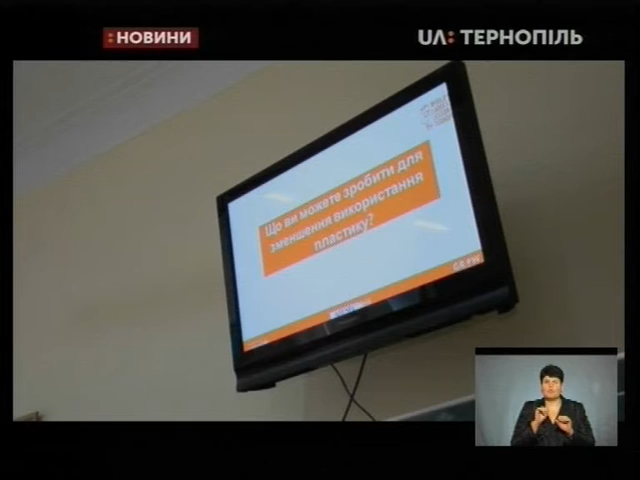 :НОВИНИ
UA: ТЕРНОПІЛЬ
Що ви можете зробити для
зменшення використання
пластику?